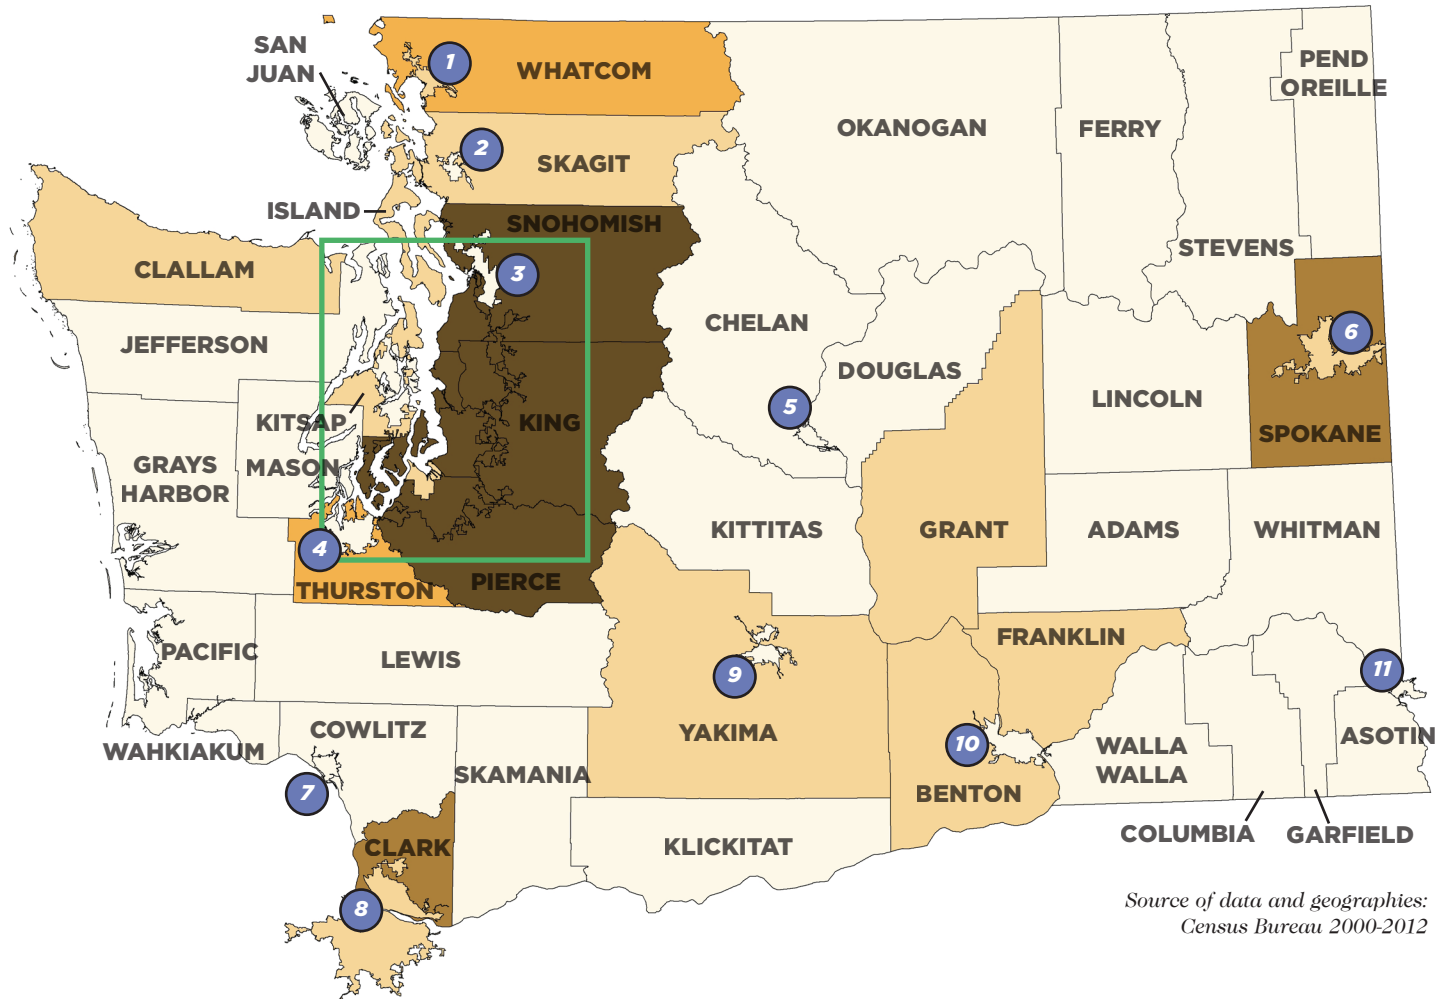 SAN
JUAN
1
WHATCOM
PEND
OREILLE
OKANOGAN
FERRY
2
SKAGIT
ISLAND
SNOHOMISH
STEVENS
CLALLAM
3
CHELAN
6
JEFFERSON
DOUGLAS
LINCOLN
5
KITSAP
KING
SPOKANE
GRAYS
HARBOR
MASON
KITTITAS
GRANT
ADAMS
WHITMAN
4
THURSTON
PIERCE
FRANKLIN
PACIFIC
LEWIS
9
11
YAKIMA
COWLITZ
WAHKIAKUM
10
WALLA
WALLA
ASOTIN
SKAMANIA
7
BENTON
CLARK
KLICKITAT
COLUMBIA
GARFIELD
8
Source of data and geographies:
Census Bureau 2000-2012